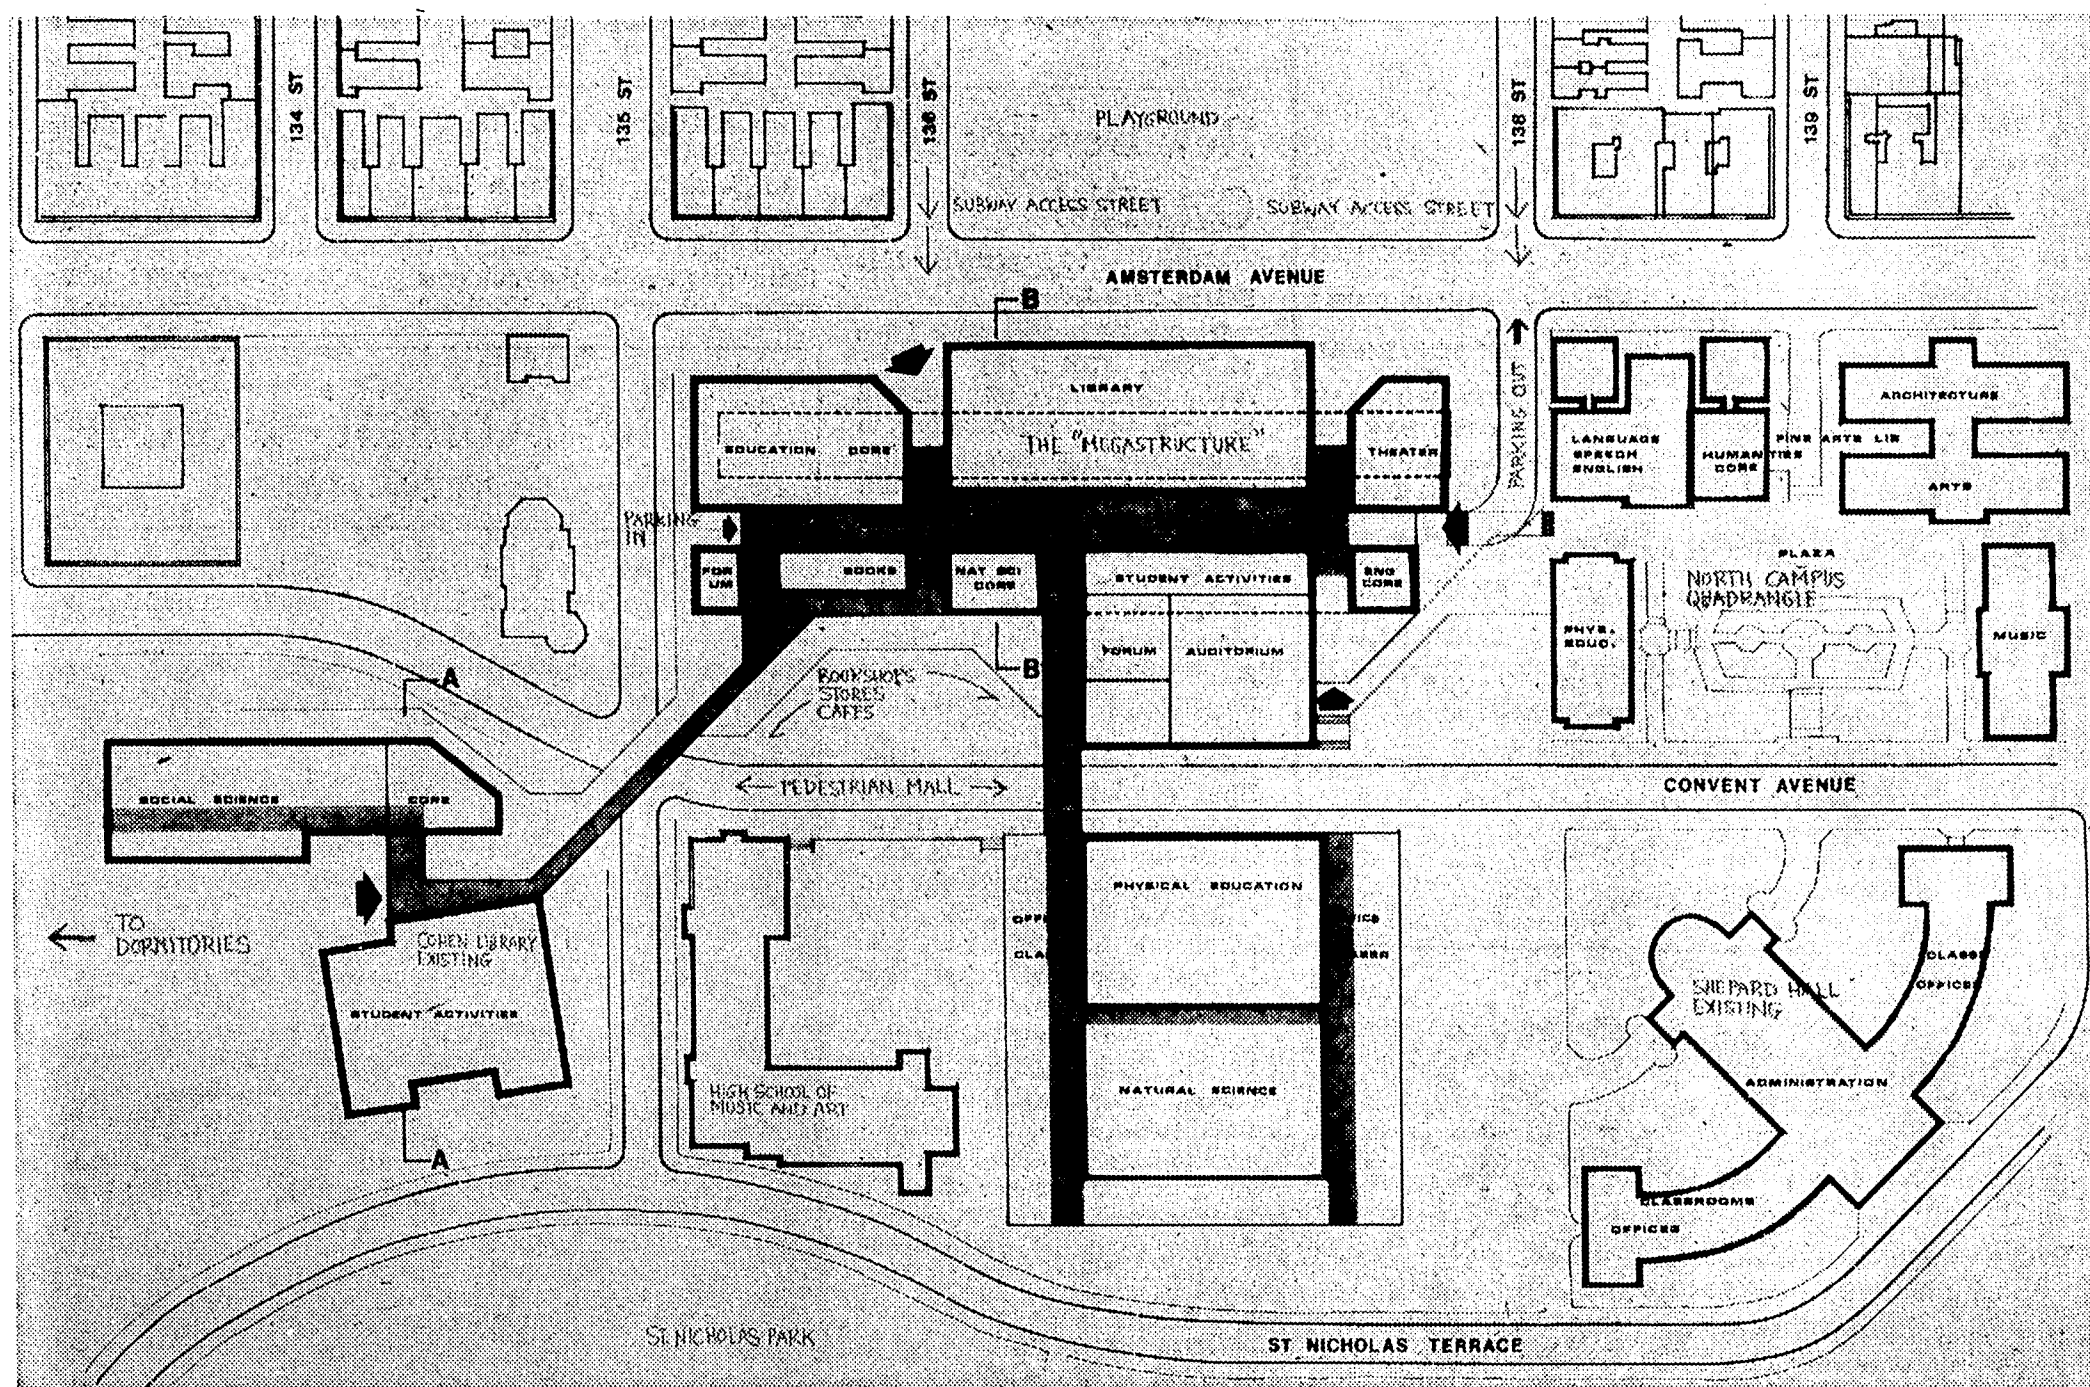 134 ST
135 ST
136 ST
138 ST
139 ST
PLAYGROUND
SUBWAY ACCESS STREET
SUBWAY ACCESS STREET
AMSTERDAM AVENUE
B
PARKING OUT
LIBRARY
THE "MEGASTRUCTURE"
EDUCATION CORE
THEATER
ARCHITECTURE
LANGUAGE
SPEECH
ENGLISH
HUMANITIES
CORE
FINE ARTS LIB
ARTS
PARKING
IN
FOR
UM
BOOKS
NAT SCI
CORE
STUDENT ACTIVITIES
ENG
CORE
PLAZA
NORTH CAMPUS
QUADRANGLE
PHYS.
EDUC.
MUSIC
FORUM
AUDITORIUM
B
A
BOOKSHOPS
STORES
CAFES
PEDESTRIAN MALL
CONVENT AVENUE
SOCIAL SCIENCE
CORE
TO
DORMITORIES
COHEN LIBRARY
EXISTING
STUDENT ACTIVITIES
A
HIGH SCHOOL OF
MUSIC AND ART
PHYSICAL EDUCATION
OFFI
CLA
NATURAL SCIENCE
CLASS
OFFICES
SHEPARD HALL
EXISTING
ADMINISTRATION
CLASSROOMS
OFFICES
ST. NICHOLAS PARK
ST NICHOLAS TERRACE